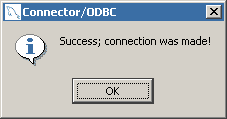 Connector/ODBC
Success; connection was made!
OK